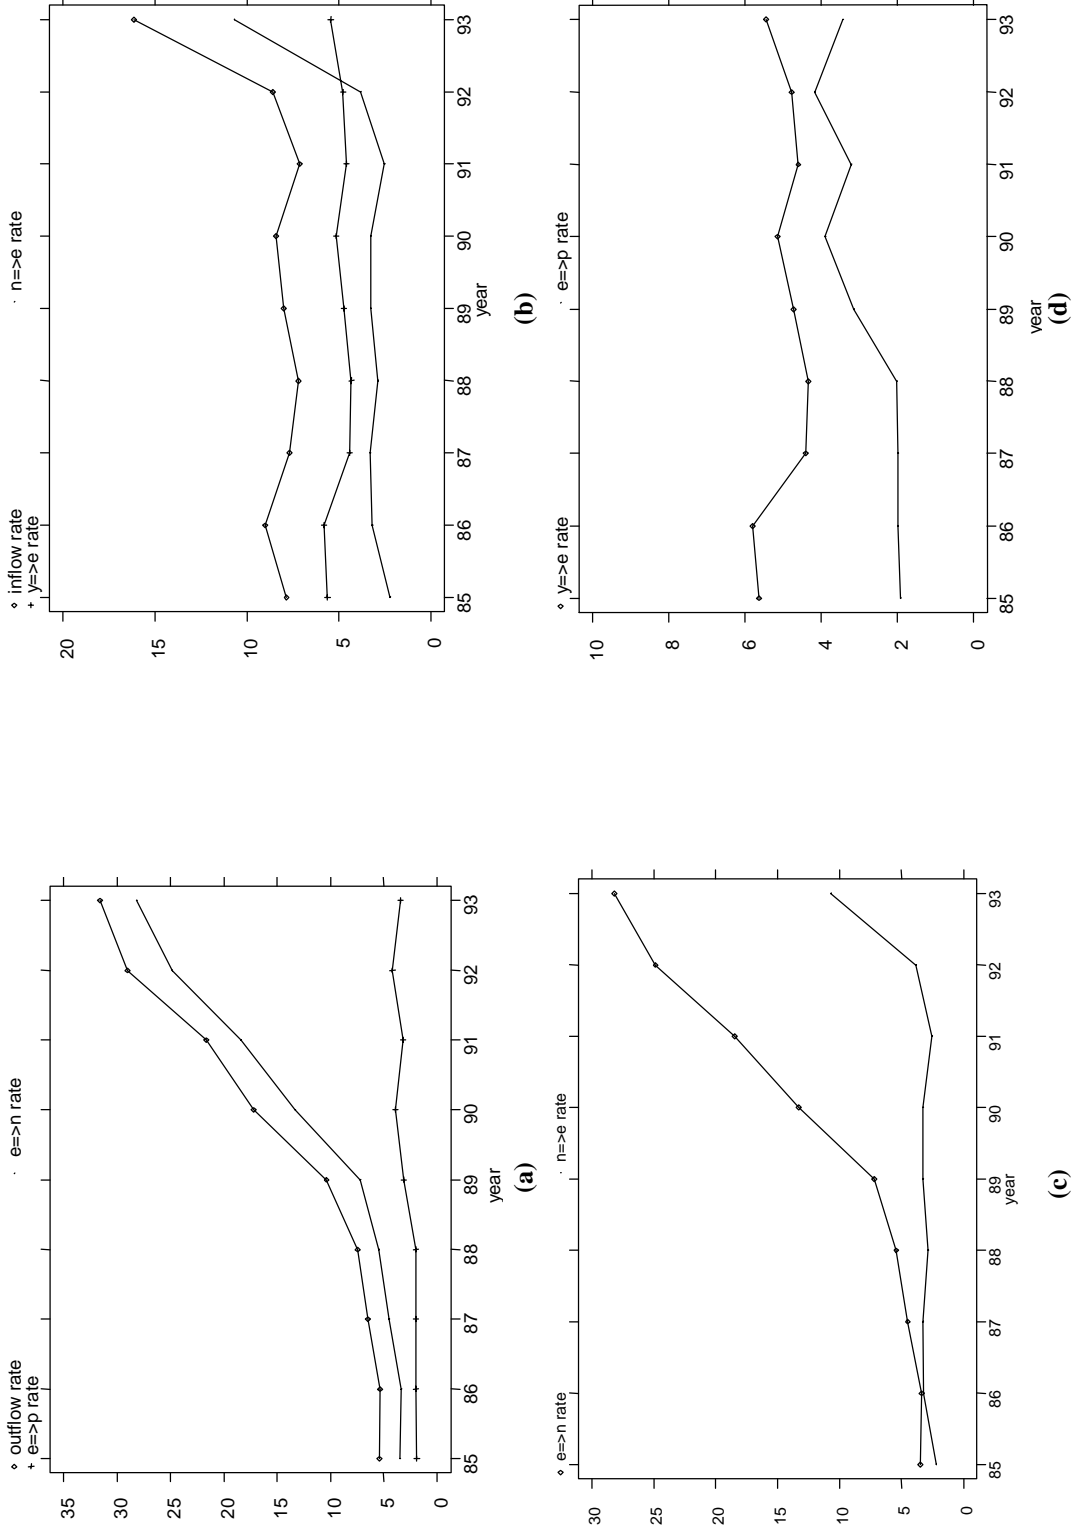 ◇ outflow rate · e=>n rate
+ e=>p rate
35
30
25
20
15
10
5
0
85 86 87 88 89 90 91 92 93
year
(a)
◇ inflow rate · n=>e rate
+ y=>e rate
20
15
10
5
0
85 86 87 88 89 90 91 92 93
year
(b)
◇ e=>n rate · n=>e rate
30
25
20
15
10
5
0
85 86 87 88 89 90 91 92 93
year
(c)
◇ y=>e rate · e=>p rate
10
8
6
4
2
0
85 86 87 88 89 90 91 92 93
year
(d)